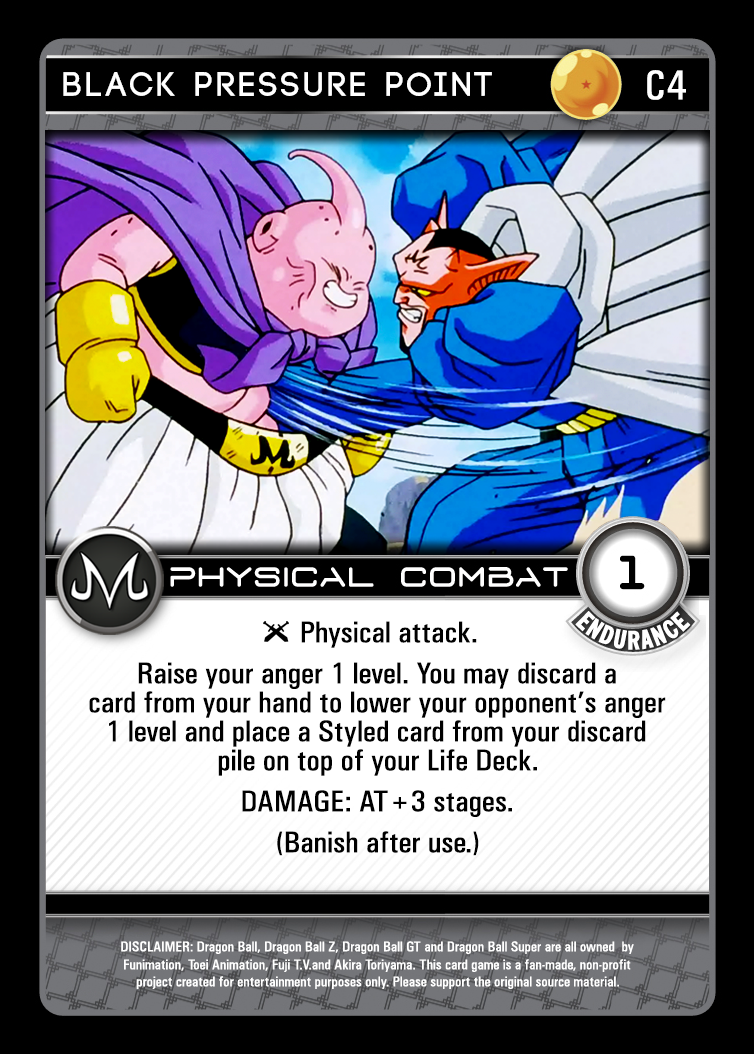 BLACK PRESSURE POINT C4
PHYSICAL COMBAT 1
ENDURANCE
Physical attack.
Raise your anger 1 level. You may discard a
card from your hand to lower your opponent's anger
1 level and place a Styled card from your discard
pile on top of your Life Deck.
DAMAGE: AT + 3 stages.
(Banish after use.)
DISCLAIMER: Dragon Ball, Dragon Ball Z, Dragon Ball GT and Dragon Ball Super are all owned by
Funimation, Toei Animation, Fuji T.V.and Akira Toriyama. This card game is a fan-made, non-profit
project created for entertainment purposes only. Please support the original source material.